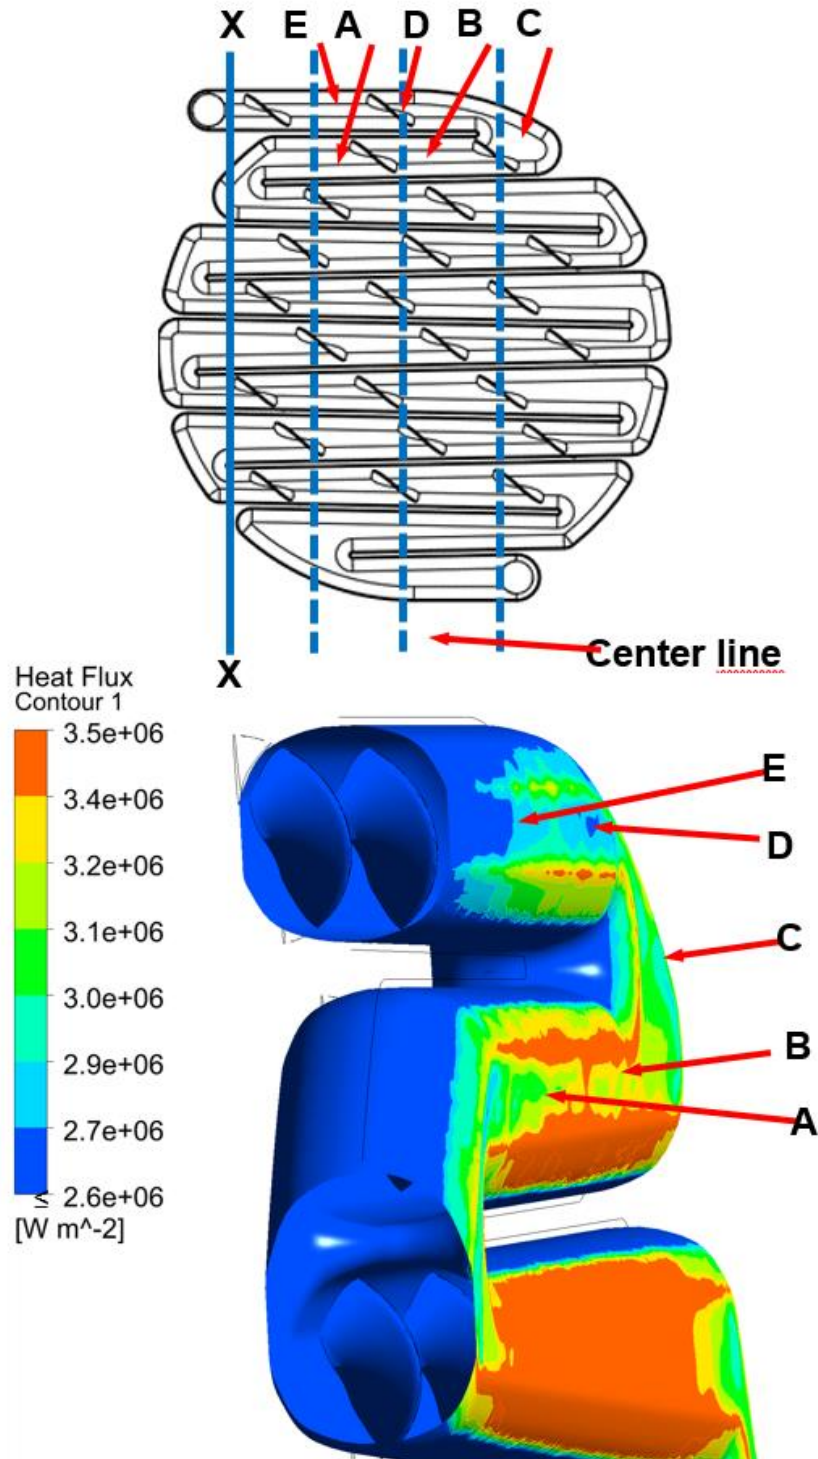 X E A D B C
Center line
X
Heat Flux
Contour 1
3.5e+06
3.4e+06
3.2e+06
3.1e+06
3.0e+06
2.9e+06
2.7e+06
≤ 2.6e+06
[W m^-2]
E
D
C
B
A